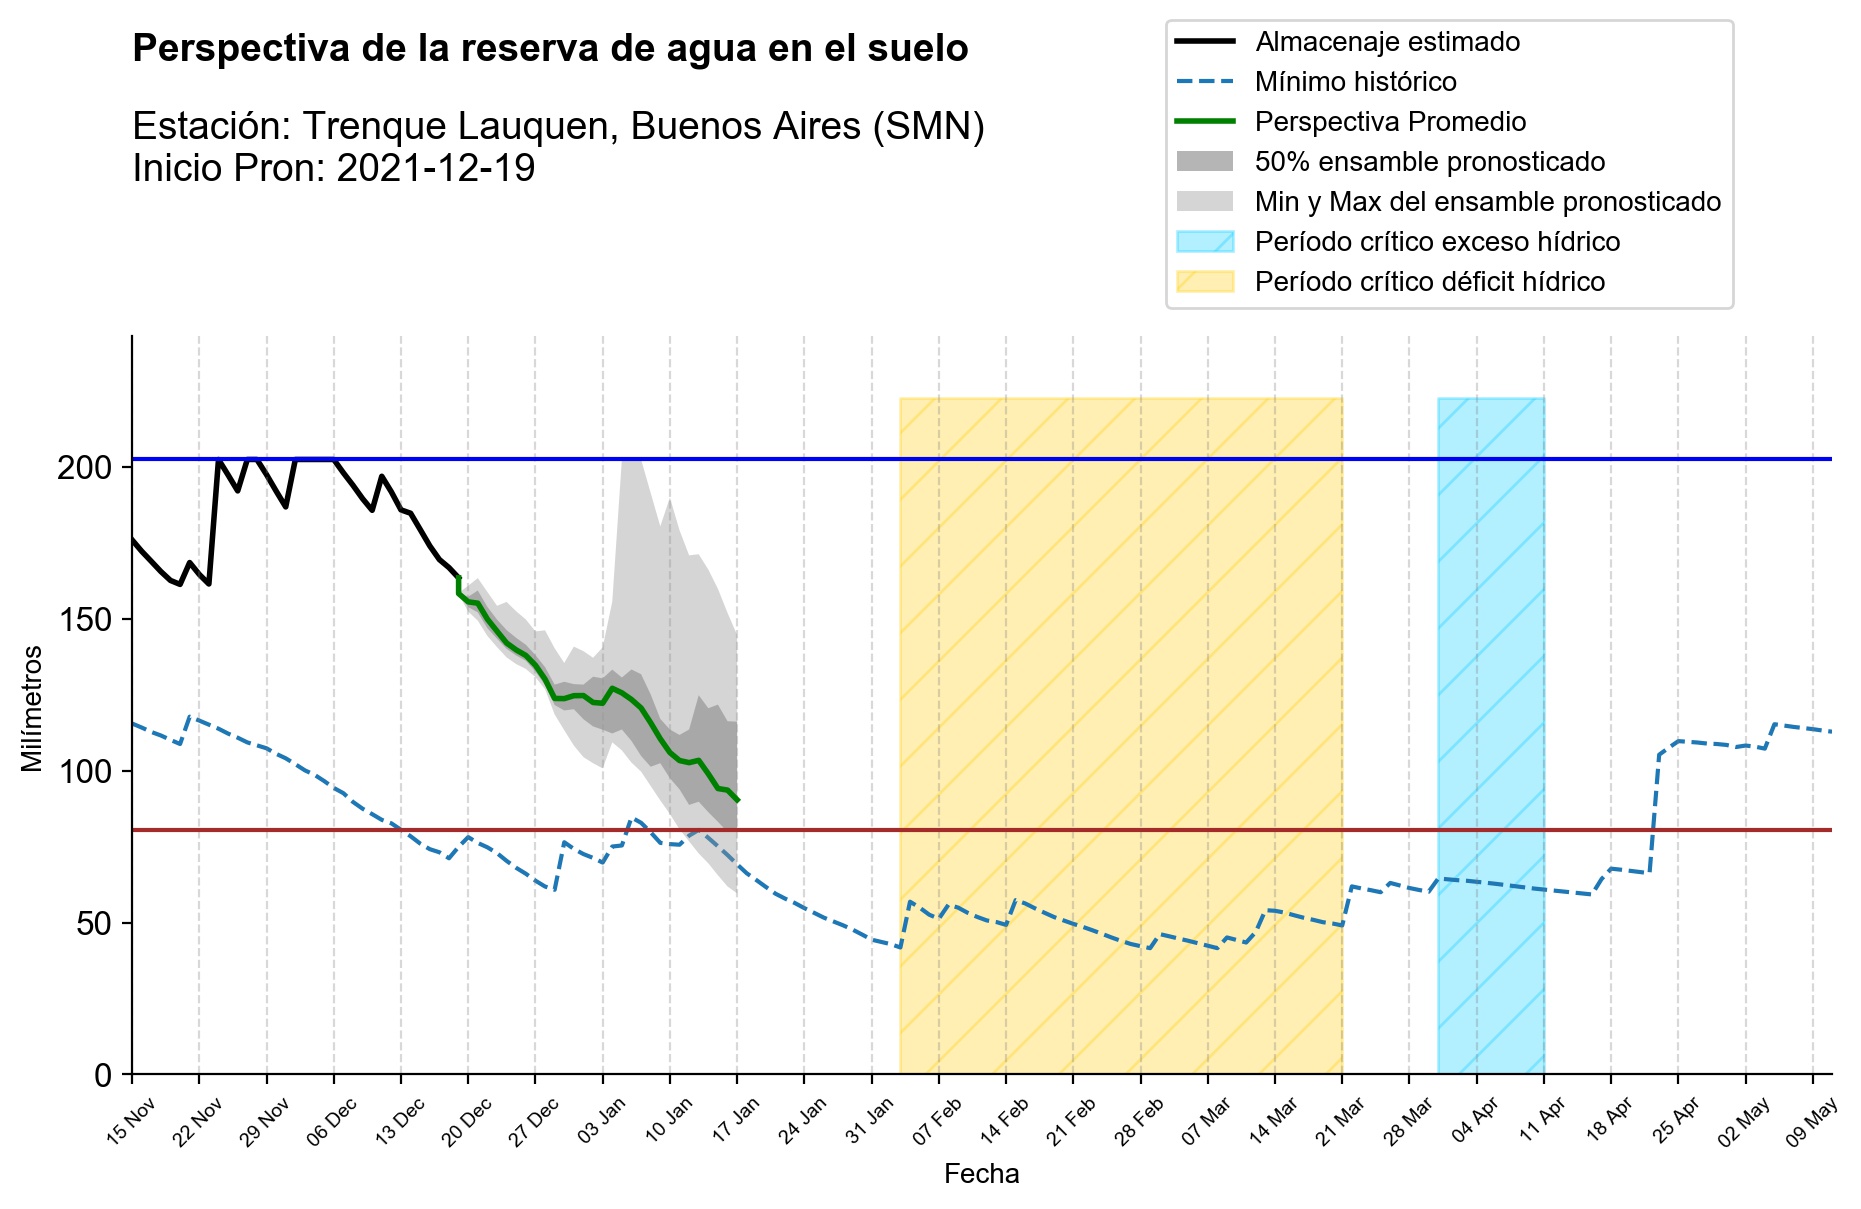 Perspectiva de la reserva de agua en el suelo
Estación: Trenque Lauquen, Buenos Aires (SMN)
Inicio Pron: 2021-12-19
Almacenaje estimado
Mínimo histórico
Perspectiva Promedio
50% ensamble pronosticado
Min y Max del ensamble pronosticado
Período crítico exceso hídrico
Período crítico déficit hídrico
Milímetros
200
150
100
50
0
15 Nov
22 Nov
29 Nov
06 Dec
13 Dec
20 Dec
27 Dec
03 Jan
10 Jan
17 Jan
24 Jan
31 Jan
07 Feb
14 Feb
21 Feb
28 Feb
07 Mar
14 Mar
21 Mar
28 Mar
04 Apr
11 Apr
18 Apr
25 Apr
02 May
09 May
Fecha